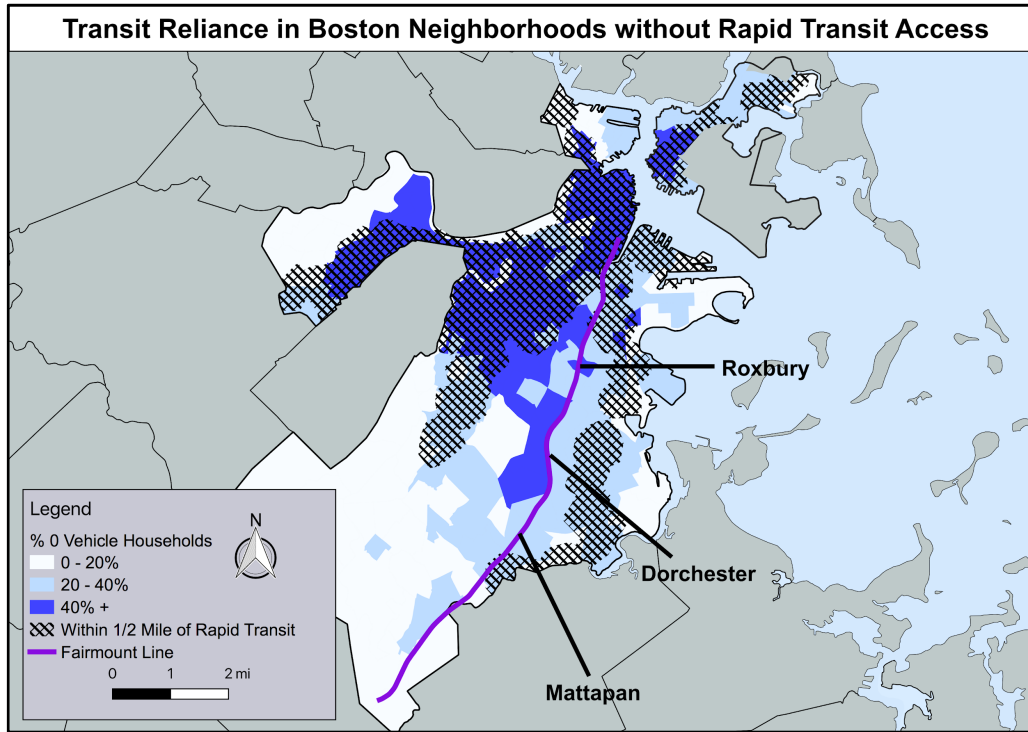 Transit Reliance in Boston Neighborhoods without Rapid Transit Access
Roxbury
Dorchester
Mattapan
Legend
% 0 Vehicle Households
N
0 - 20%
20 - 40%
40% +
Within 1/2 Mile of Rapid Transit
Fairmount Line
0 1 2 mi